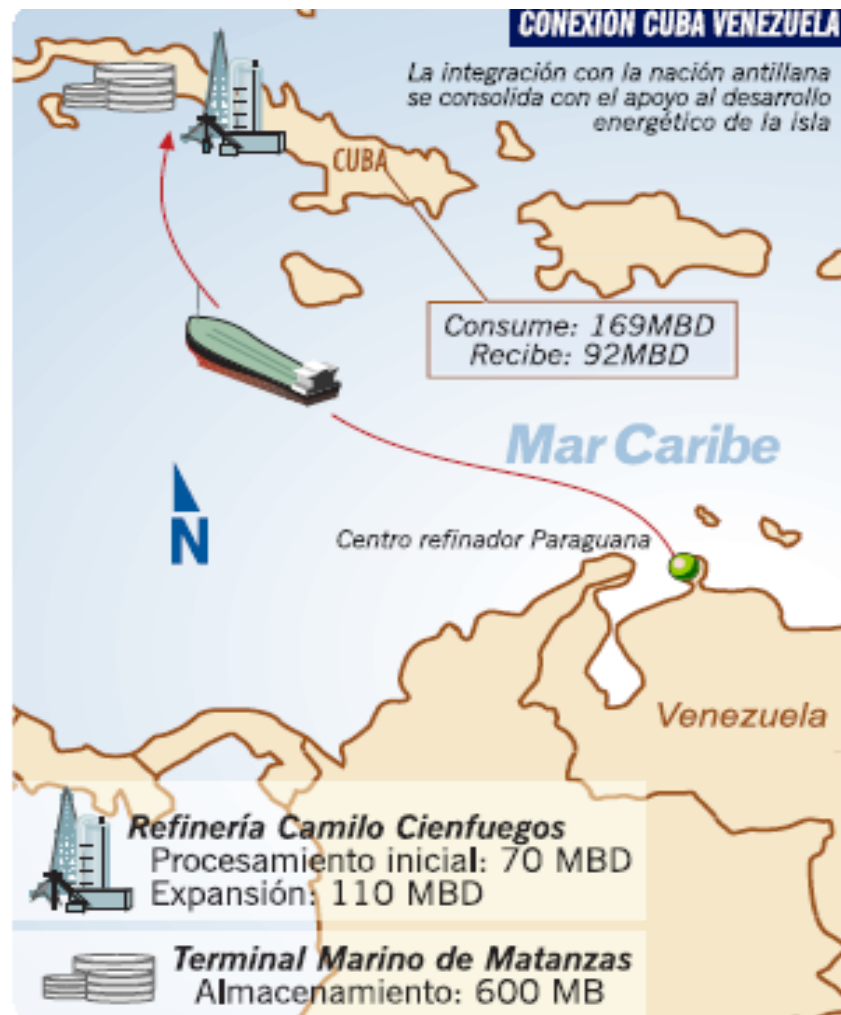 CONEXIÓN CUBA VENEZUELA
La integración con la nación antillana
se consolida con el apoyo al desarrollo
energético de la isla
CUBA
Consume: 169MBD
Recibe: 92MBD
Mar Caribe
N
Centro refinador Paraguana
Venezuela
Refinería Camilo Cienfuegos
Procesamiento inicial: 70 MBD
Expansión: 110 MBD
Terminal Marino de Matanzas
Almacenamiento: 600 MB